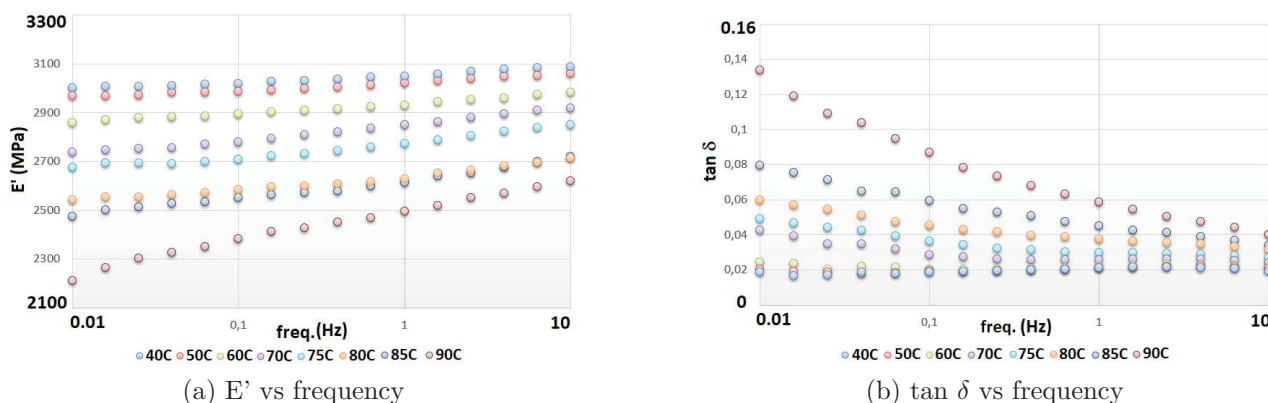 3300
3100
2900
2700
2500
2300
2100
E' (MPa)
0.01 0,1 1 10
freq.(Hz)
40C 50C 60C 70C 75C 80C 85C 90C
(a) E' vs frequency
0.16
0,14
0,12
0,1
0,08
0,06
0,04
0,02
0
tan δ
0.01 0,1 1 10
freq. (Hz)
40C 50C 60C 70C 75C 80C 85C 90C
(b) tan δ vs frequency